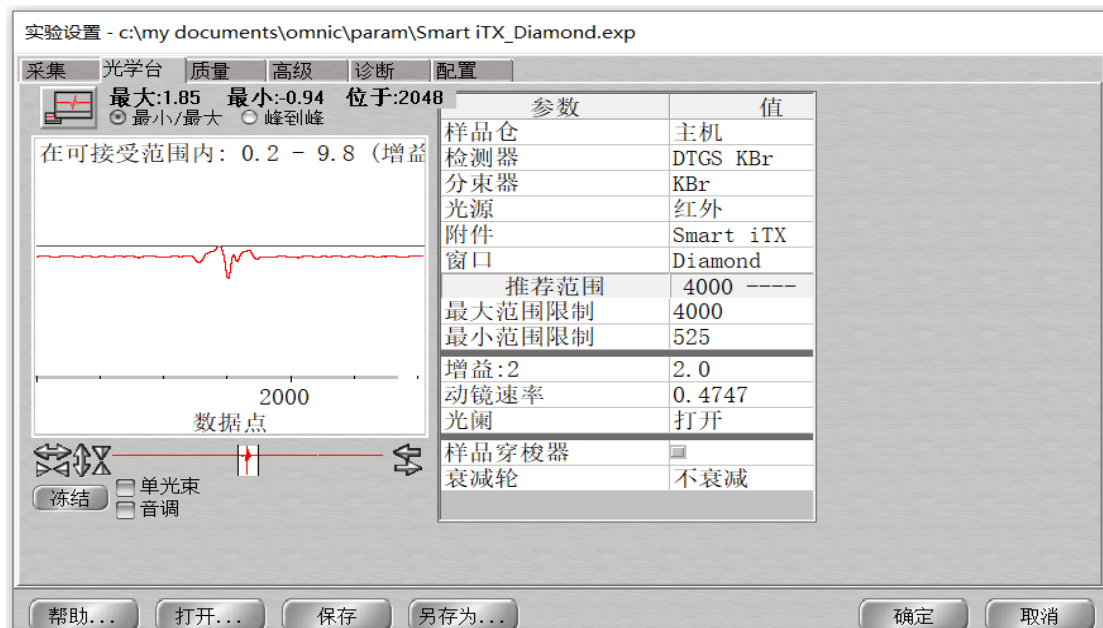 实验设置 - c:\my documents\omnic\param\Smart iTX_Diamond.exp
采集 光学台 质量 高级 诊断 配置
最大:1.85 最小:-0.94 位于:2048
最小/最大 峰到峰
在可接受范围内: 0.2 - 9.8 (增益
2000
数据点
冻结
单光束
音调
参数 值
样品仓 主机
检测器 DTGS KBr
分束器 KBr
光源 红外
附件 Smart iTX
窗口 Diamond
推荐范围 4000 ----
最大范围限制 4000
最小范围限制 525
增益:2 2.0
动镜速率 0.4747
光阑 打开
样品穿梭器
衰减轮 不衰减
帮助... 打开... 保存 另存为... 确定 取消